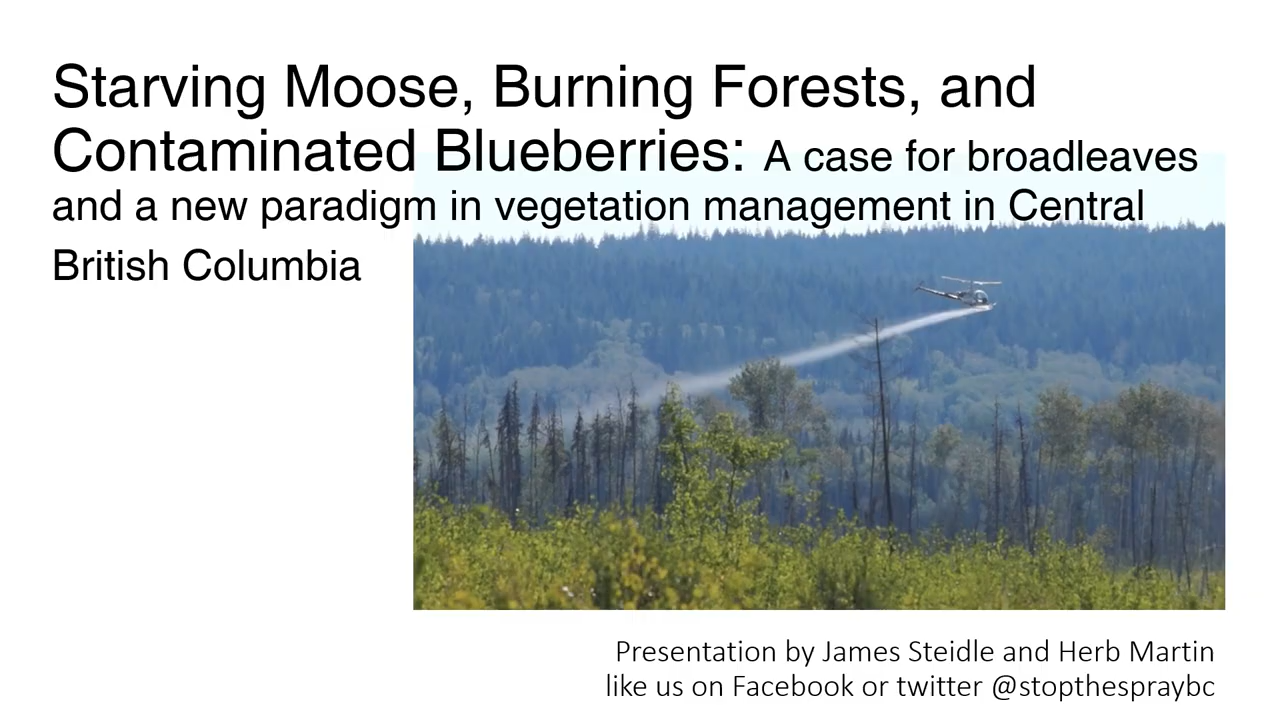 Starving Moose, Burning Forests, and
Contaminated Blueberries: A case for broadleaves
and a new paradigm in vegetation management in Central
British Columbia
Presentation by James Steidle and Herb Martin
like us on Facebook or twitter @stopthespraybc